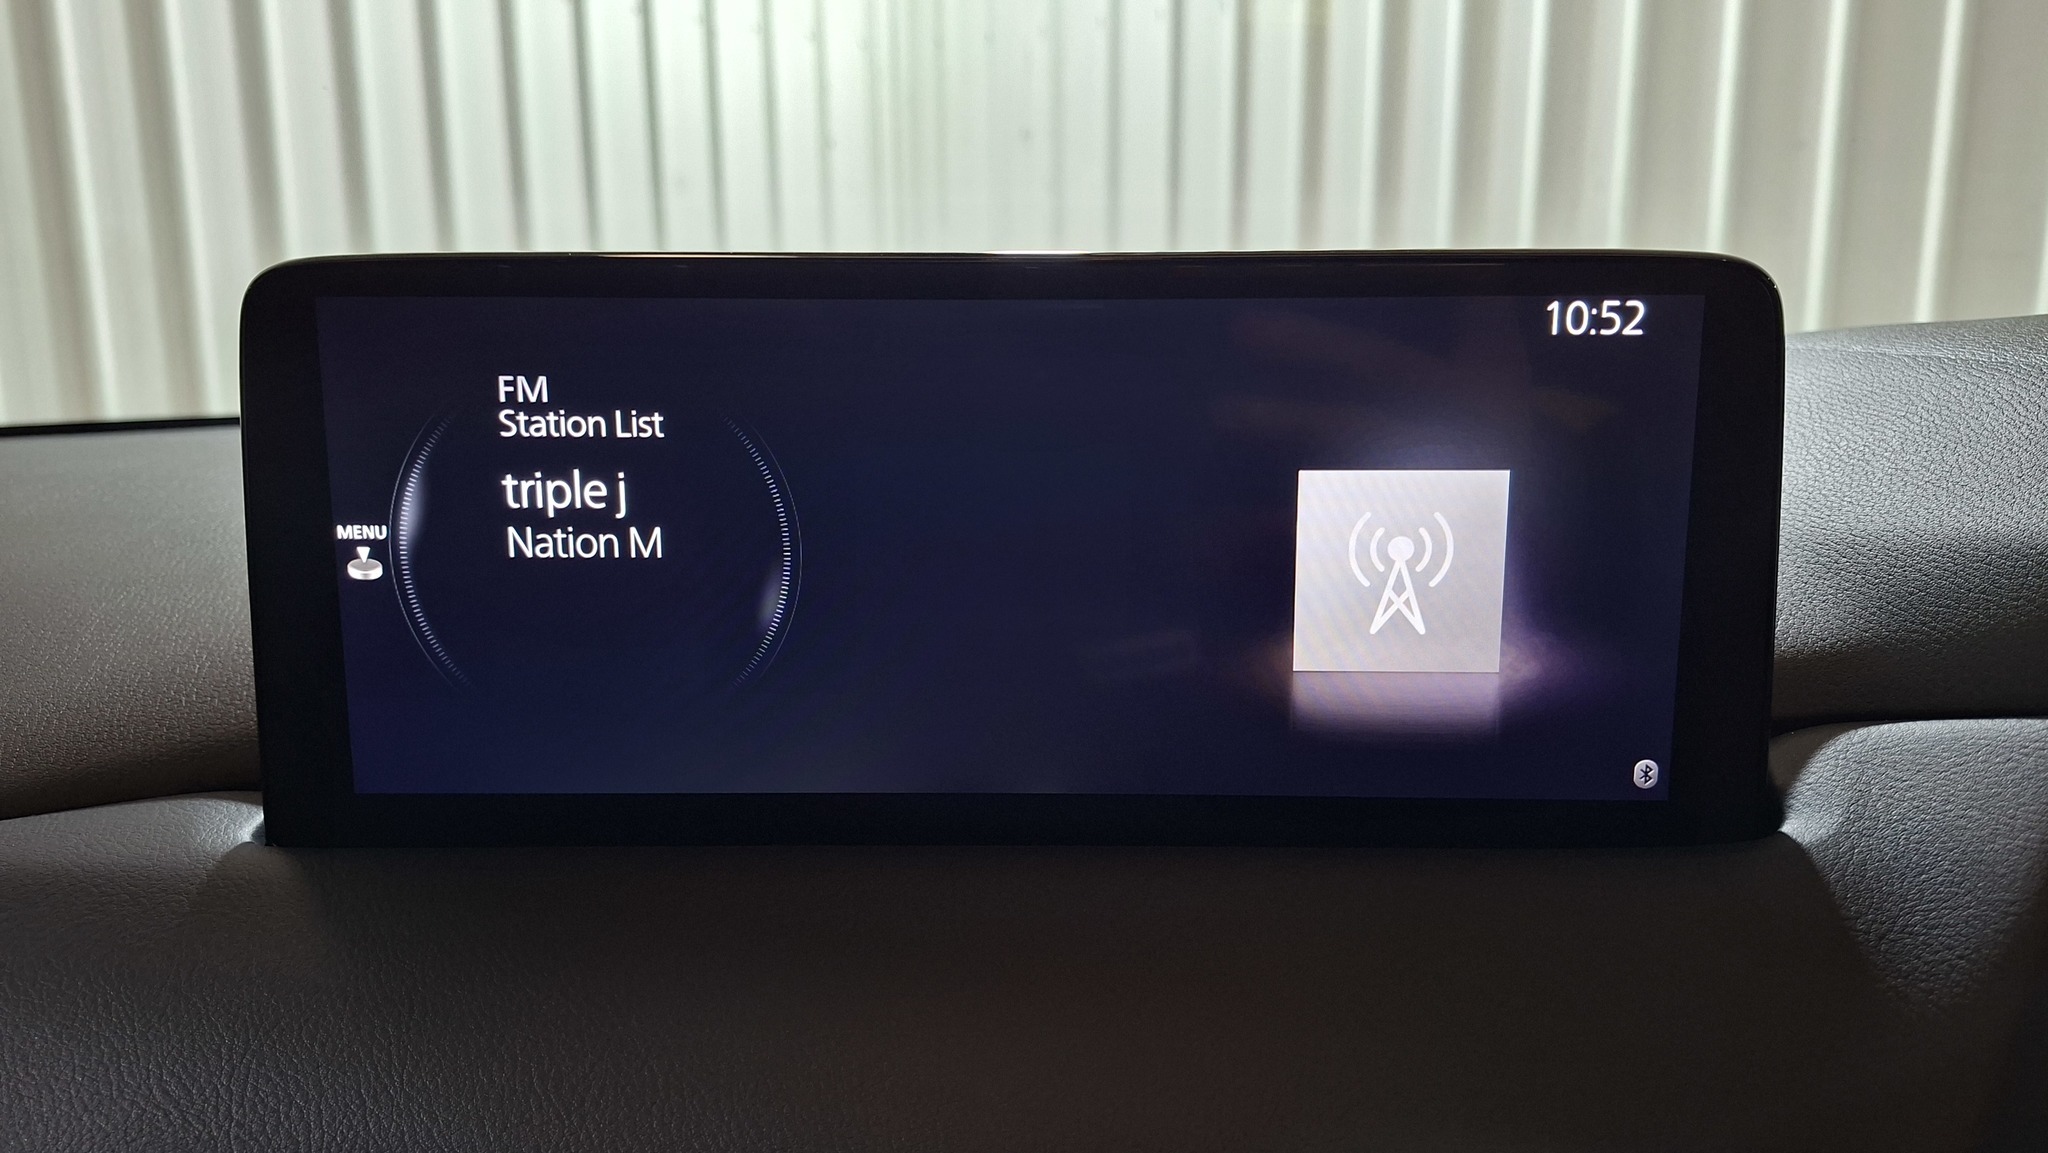 10:52
FM
Station List
triple j
MENU
Nation M